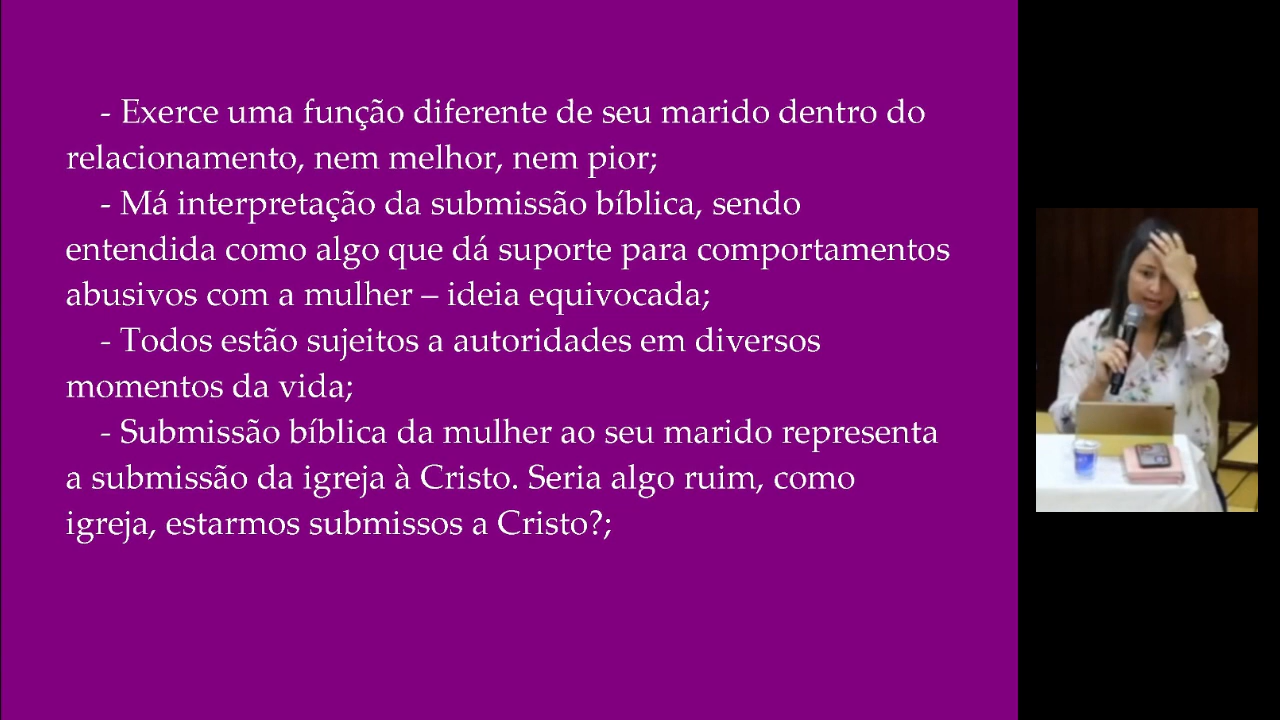 - Exerce uma função diferente de seu marido dentro do
relacionamento, nem melhor, nem pior;
- Má interpretação da submissão bíblica, sendo
entendida como algo que dá suporte para comportamentos
abusivos com a mulher – ideia equivocada;
- Todos estão sujeitos a autoridades em diversos
momentos da vida;
- Submissão bíblica da mulher ao seu marido representa
a submissão da igreja à Cristo. Seria algo ruim, como
igreja, estarmos submissos a Cristo?;